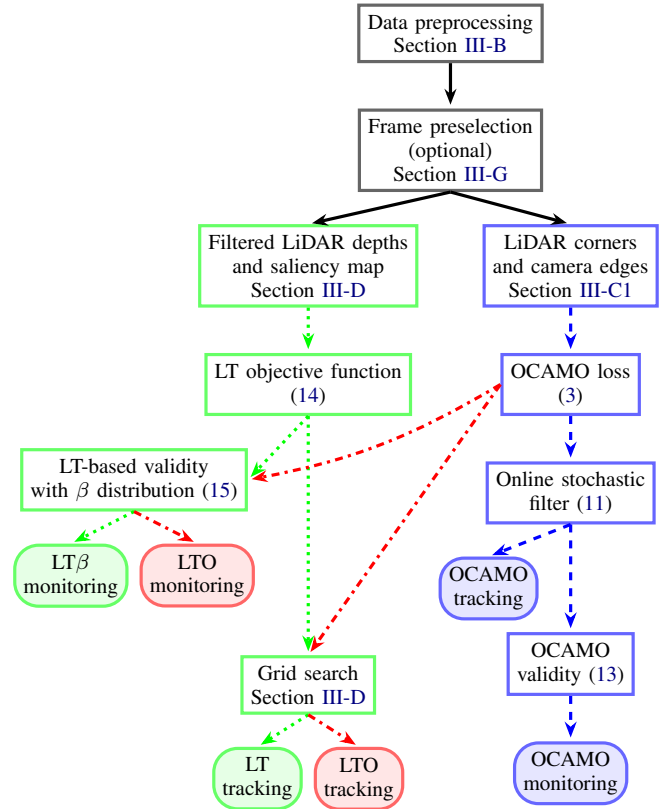 Data preprocessing
Section III-B
Frame preselection
(optional)
Section III-G
Filtered LiDAR depths
and saliency map
Section III-D
LiDAR corners
and camera edges
Section III-C1
LT objective function
(14)
OCAMO loss
(3)
LT-based validity
with β distribution (15)
Online stochastic
filter (11)
LTβ
monitoring
LTO
monitoring
OCAMO
tracking
Grid search
Section III-D
OCAMO
validity (13)
LT
tracking
LTO
tracking
OCAMO
monitoring